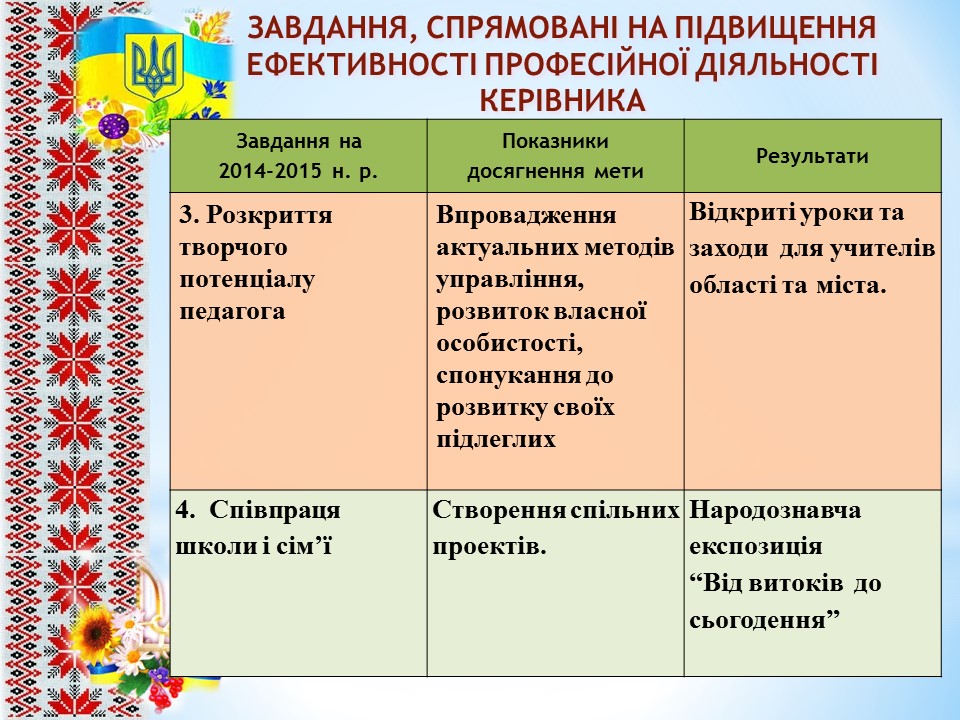 ЗАВДАННЯ, СПРЯМОВАНІ НА ПІДВИЩЕННЯ
ЕФЕКТИВНОСТІ ПРОФЕСІЙНОЇ ДІЯЛЬНОСТІ
КЕРІВНИКА
Завдання на
2014-2015 н. р.
Показники
досягнення мети
Результати
3. Розкриття
творчого
потенціалу
педагога
Впровадження
актуальних методів
управління,
розвиток власної
особистості,
спонукання до
розвитку своїх
підлеглих
Відкриті уроки та
заходи для учителів
області та міста.
4. Співпраця
школи і сім’ї
Створення спільних
проектів.
Народознавча
експозиція
“Від витоків до
сьогодення”